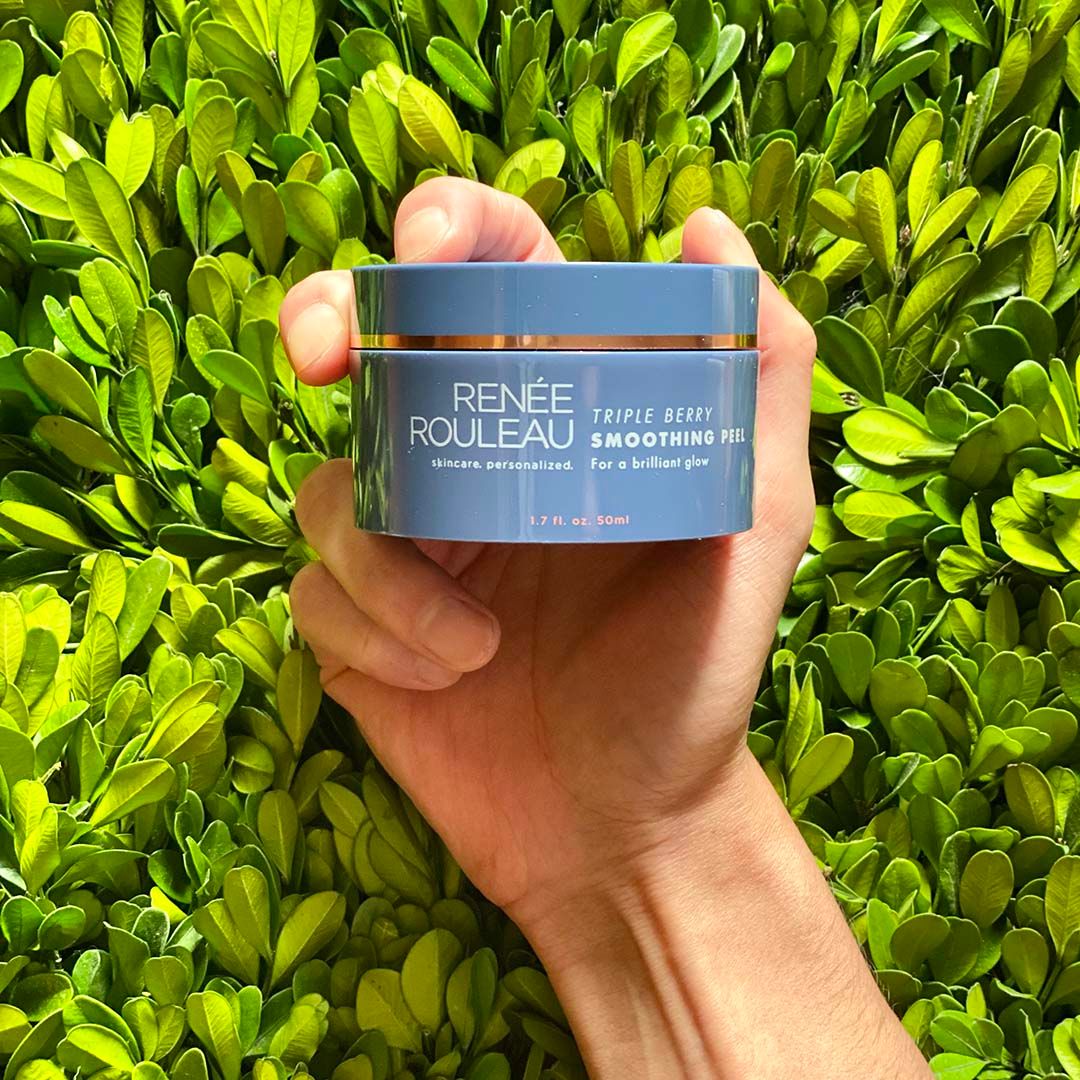 RENÉE
ROULEAU
skincare. personalized.
TRIPLE BERRY
SMOOTHING PEEL
For a brilliant glow
1.7 fl. oz. 50ml